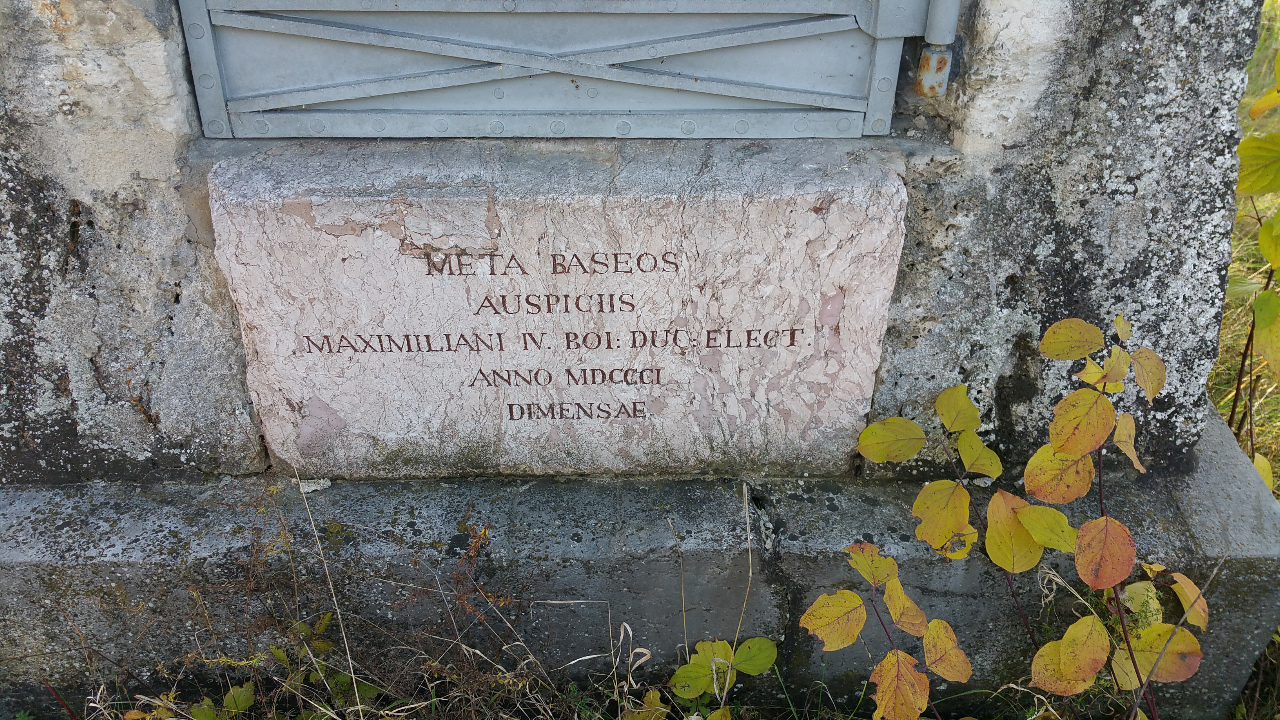 META BASEOS
AUSPICIIS
MAXIMILIANI IV. BOI: DUC: ELECT.
ANNO MDCCCI
DIMENSAE